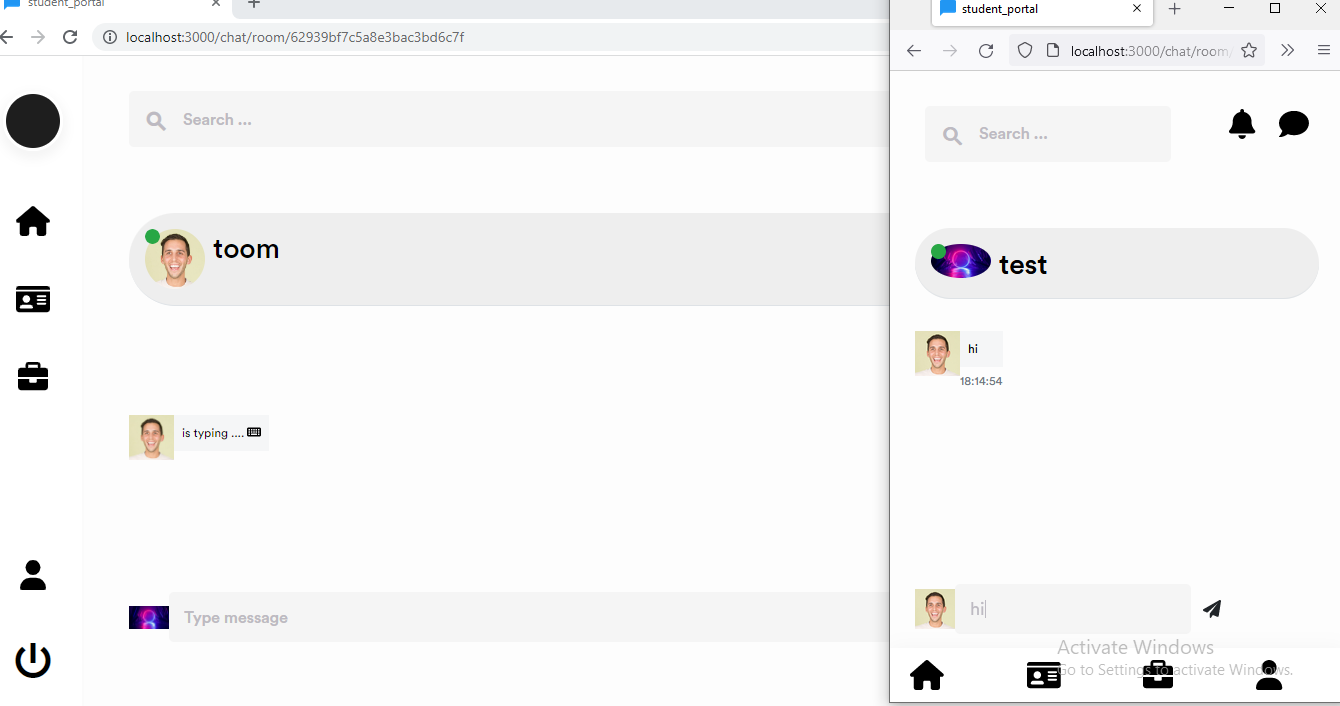 student_portal
localhost:3000/chat/room/62939bf7c5a8e3bac3bd6c7f
Search ...
toom
is typing ....
Type message
student_portal
localhost:3000/chat/room/
Search ...
test
hi
18:14:54
hi
Activate Windows
Go to Settings to activate Windows.